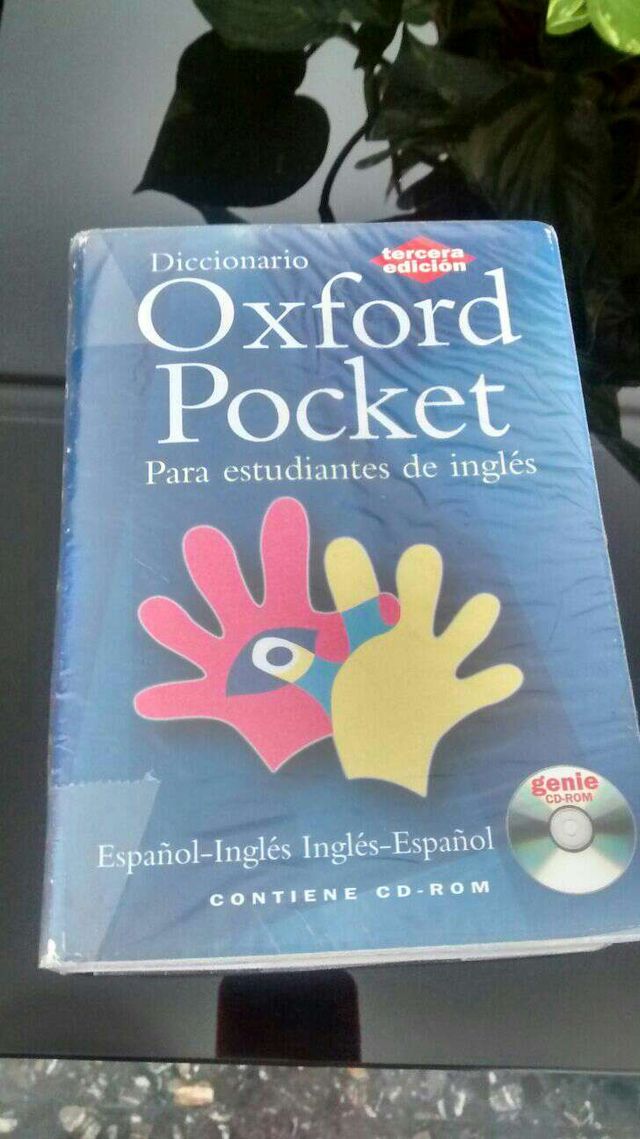 Diccionario
tercera
edición
Oxford
Pocket
Para estudiantes de inglés
genie
CD-ROM
Español-Inglés Inglés-Español
CONTIENE CD-ROM